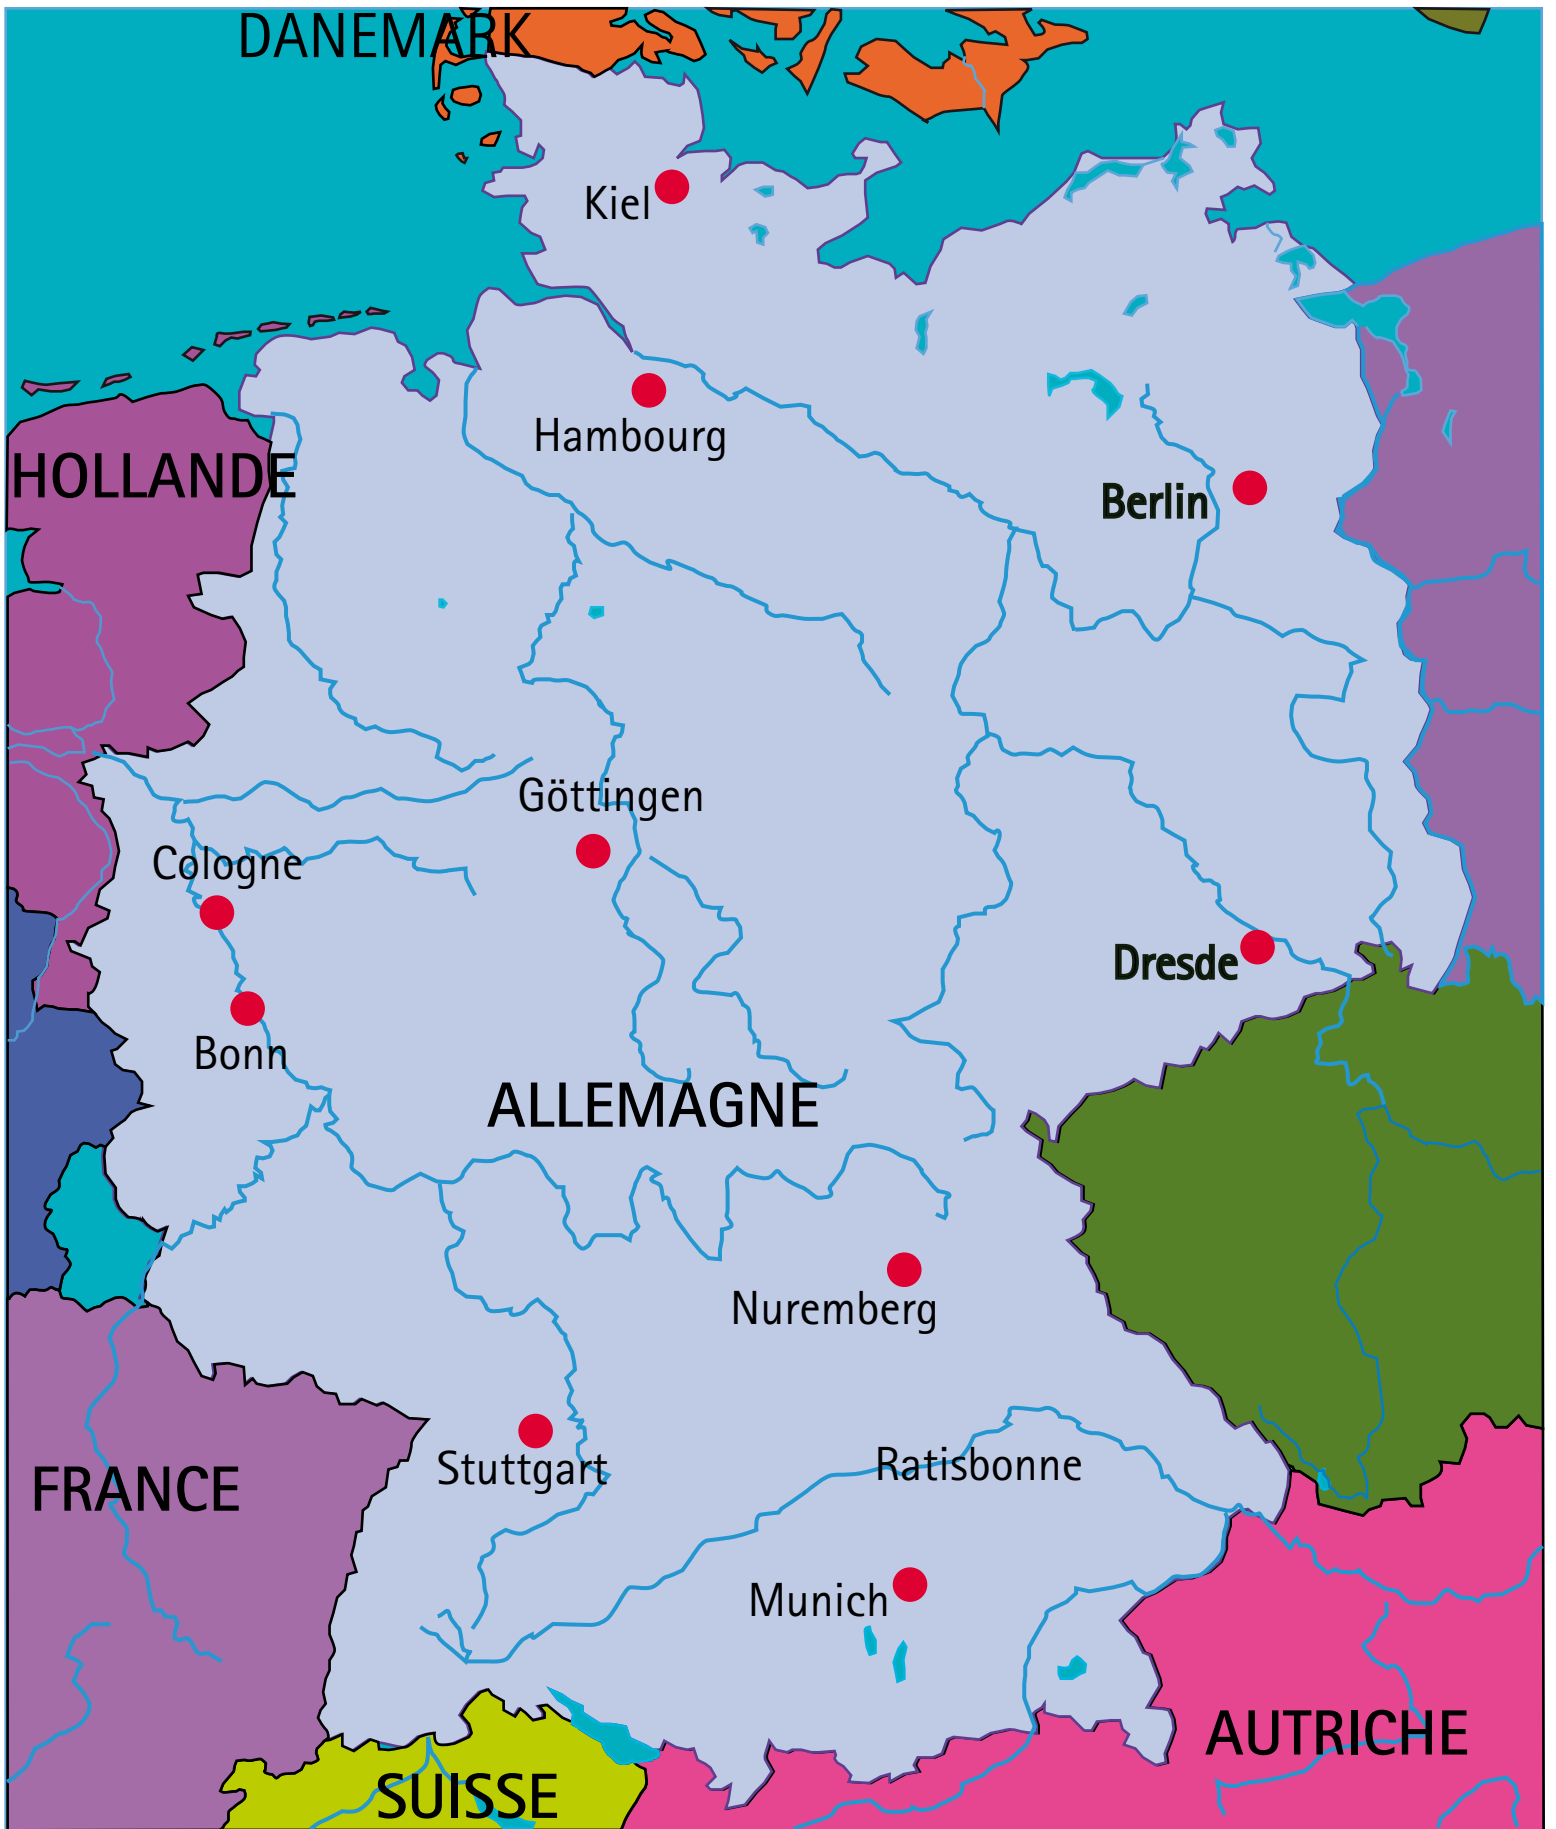 DANEMARK
Kiel
Hambourg
HOLLANDE
Berlin
Göttingen
Cologne
Dresde
Bonn
ALLEMAGNE
Nuremberg
Stuttgart
Ratisbonne
FRANCE
Munich
AUTRICHE
SUISSE